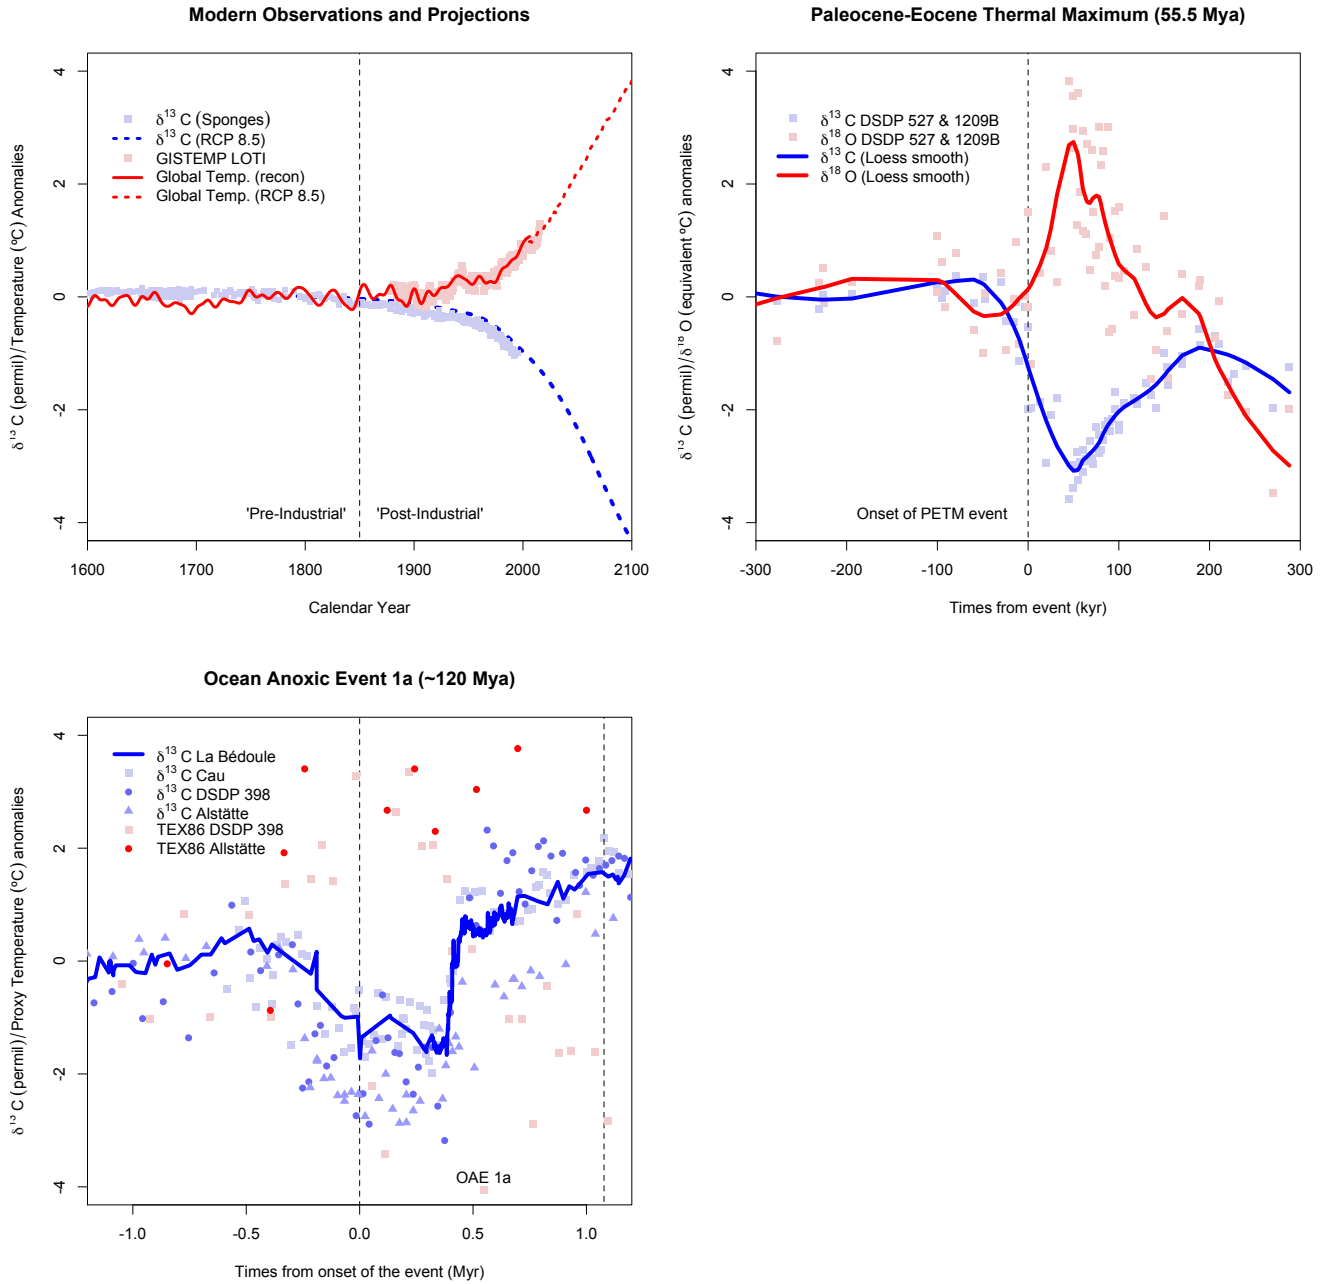 Modern Observations and Projections
δ¹³ C (permil)/Temperature (ºC) Anomalies
4
2
0
-2
-4
δ¹³ C (Sponges)
δ¹³ C (RCP 8.5)
GISTEMP LOTI
Global Temp. (recon)
Global Temp. (RCP 8.5)
'Pre-Industrial' 'Post-Industrial'
1600 1700 1800 1900 2000 2100
Calendar Year
Paleocene-Eocene Thermal Maximum (55.5 Mya)
δ¹³ C (permil)/δ¹⁸ O (equivalent ºC) anomalies
4
2
0
-2
-4
δ¹³ C DSDP 527 & 1209B
δ¹⁸ O DSDP 527 & 1209B
δ¹³ C (Loess smooth)
δ¹⁸ O (Loess smooth)
Onset of PETM event
-300 -200 -100 0 100 200 300
Times from event (kyr)
Ocean Anoxic Event 1a (~120 Mya)
δ¹³ C (permil)/Proxy Temperature (ºC) anomalies
4
2
0
-2
-4
δ¹³ C La Bédoule
δ¹³ C Cau
δ¹³ C DSDP 398
δ¹³ C Alstätte
TEX86 DSDP 398
TEX86 Allstätte
OAE 1a
-1.0 -0.5 0.0 0.5 1.0
Times from onset of the event (Myr)